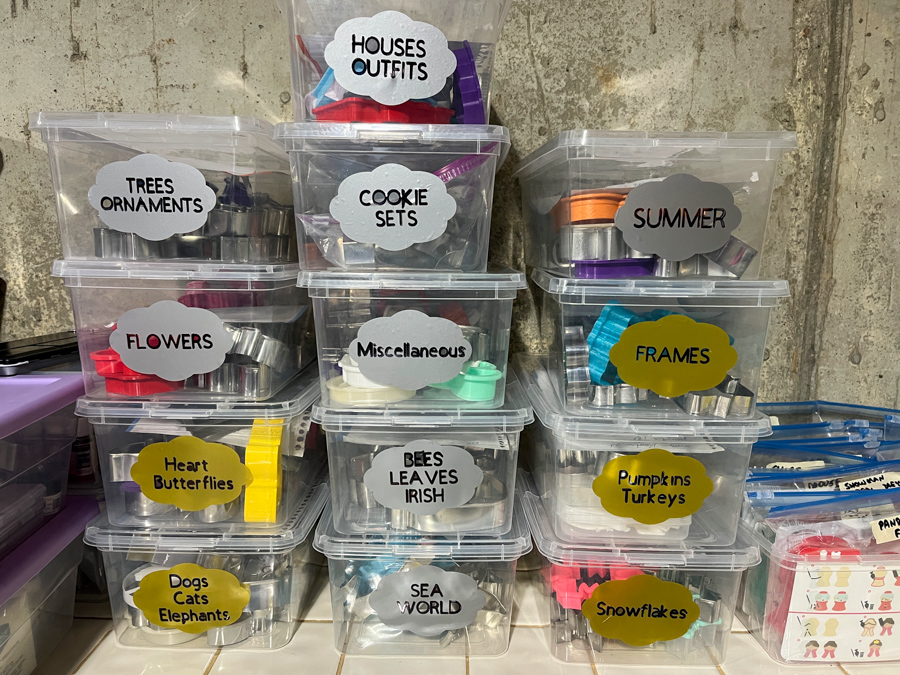 HOUSES
OUTFITS
TREES
ORNAMENTS
COOKIE
SETS
SUMMER
FLOWERS
Miscellaneous
FRAMES
Heart
Butterflies
BEES
LEAVES
IRISH
Pumpkins
Turkeys
Dogs
Cats
Elephants
SEA
WORLD
Snowflakes
SNOWMAN